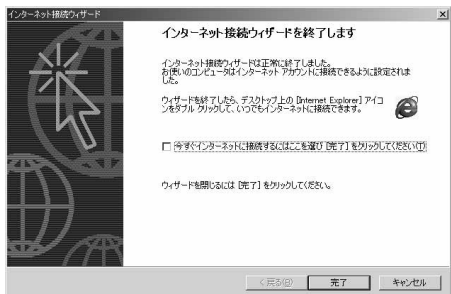 インターネット接続ウィザード
インターネット接続ウィザードを終了します
インターネット接続ウィザードは正常に終了しました。
お使いのコンピュータはインターネット アカウントに接続できるように設定されま
した。
ウィザードを終了したら、デスクトップ上の [Internet Explorer] アイコ
ンをダブル クリックして、いつでもインターネットに接続できます。
今すぐインターネットに接続するにはここを選び [完了] をクリックしてください(T)
ウィザードを閉じるには [完了] をクリックしてください。
< 戻る(B)
完了
キャンセル